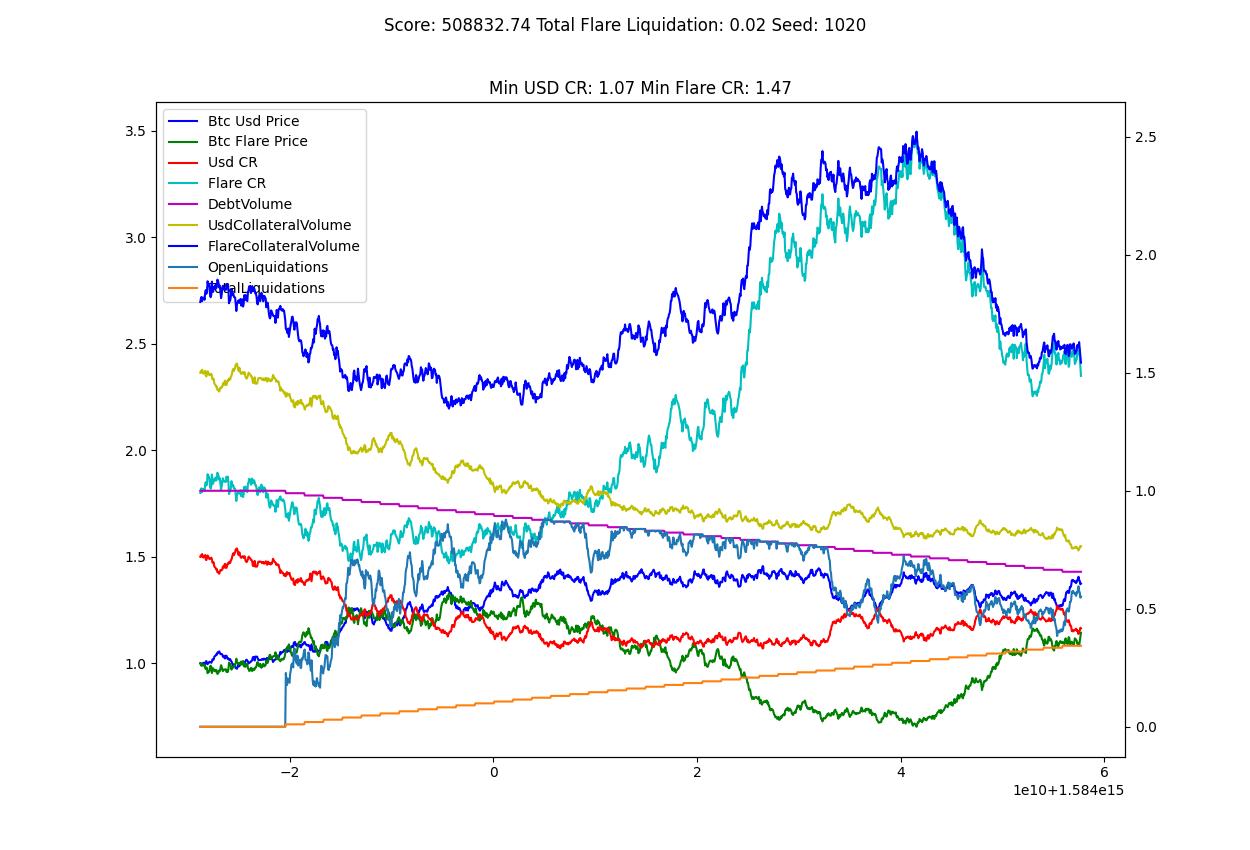 Score: 508832.74 Total Flare Liquidation: 0.02 Seed: 1020
Min USD CR: 1.07 Min Flare CR: 1.47
Btc Usd Price
Btc Flare Price
Usd CR
Flare CR
DebtVolume
UsdCollateralVolume
FlareCollateralVolume
OpenLiquidations
TotalLiquidations
3.5
3.0
2.5
2.0
1.5
1.0
2.5
2.0
1.5
1.0
0.5
0.0
−2
0
2
4
6
1e10+1.584e15